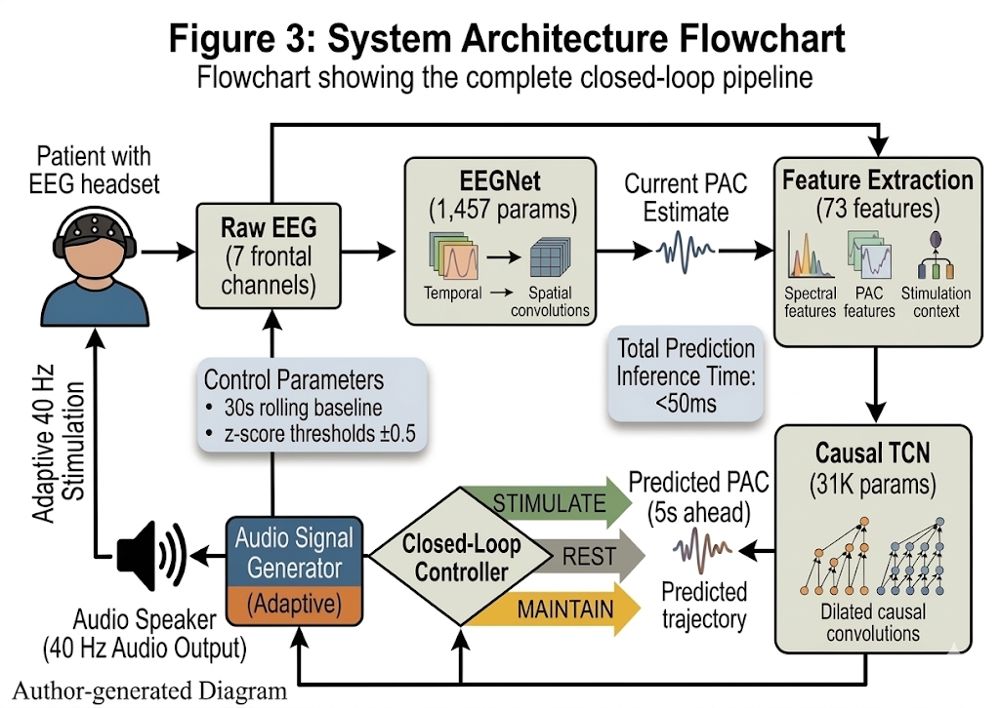 Figure 3: System Architecture Flowchart
Flowchart showing the complete closed-loop pipeline
Patient with
EEG headset
Raw EEG
(7 frontal
channels)
EEGNet
(1,457 params)
Temporal
Spatial
convolutions
Current PAC
Estimate
Feature Extraction
(73 features)
Spectral
features
PAC
features
Stimulation
context
Control Parameters
• 30s rolling baseline
• z-score thresholds ±0.5
Total Prediction
Inference Time:
<50ms
Adaptive 40 Hz
Stimulation
Causal TCN
(31K params)
Dilated causal
convolutions
Predicted PAC
(5s ahead)
Predicted
trajectory
STIMULATE
REST
MAINTAIN
Closed-Loop
Controller
Audio Signal
Generator
(Adaptive)
Audio Speaker
(40 Hz Audio Output)
Author-generated Diagram